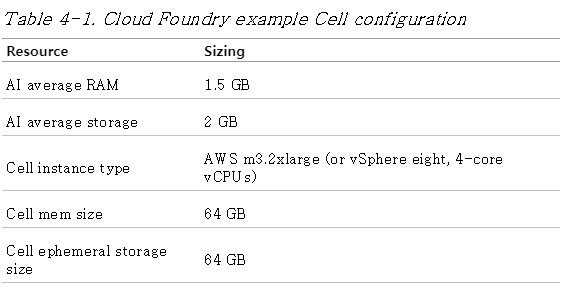 Table 4-1. Cloud Foundry example Cell configuration
Resource Sizing
AI average RAM 1.5 GB
AI average storage 2 GB
Cell instance type AWS m3.2xlarge (or vSphere eight, 4-core
vCPUs)
Cell mem size 64 GB
Cell ephemeral storage
size 64 GB